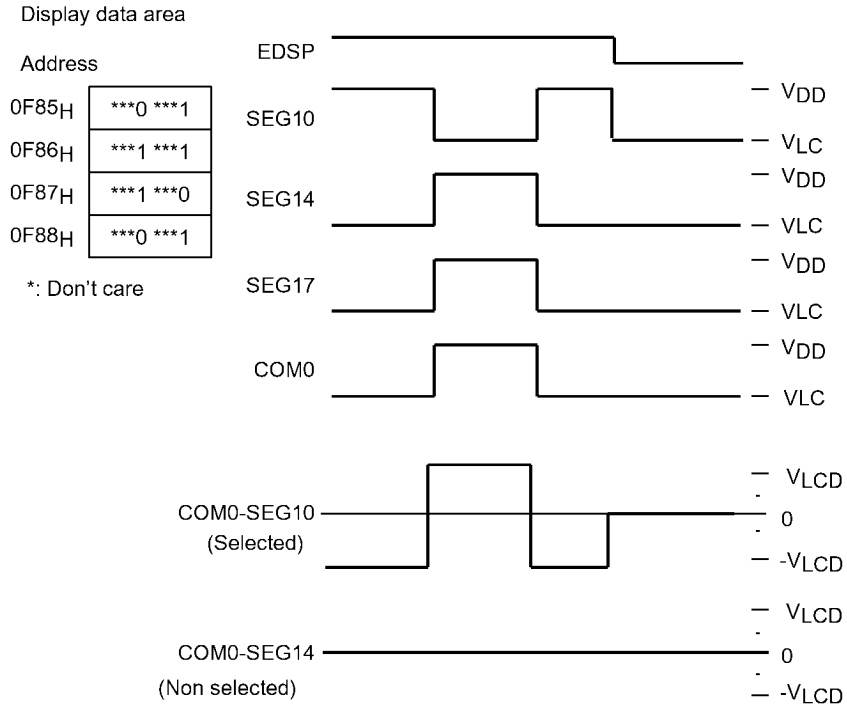 Display data area
Address
0F85H ***0 ***1
0F86H ***1 ***1
0F87H ***1 ***0
0F88H ***0 ***1
*: Don't care
EDSP
SEG10
VDD
VLC
SEG14
VDD
VLC
SEG17
VDD
VLC
COM0
VDD
VLC
COM0-SEG10
(Selected)
VLCD
0
-VLCD
COM0-SEG14
(Non selected)
VLCD
0
-VLCD